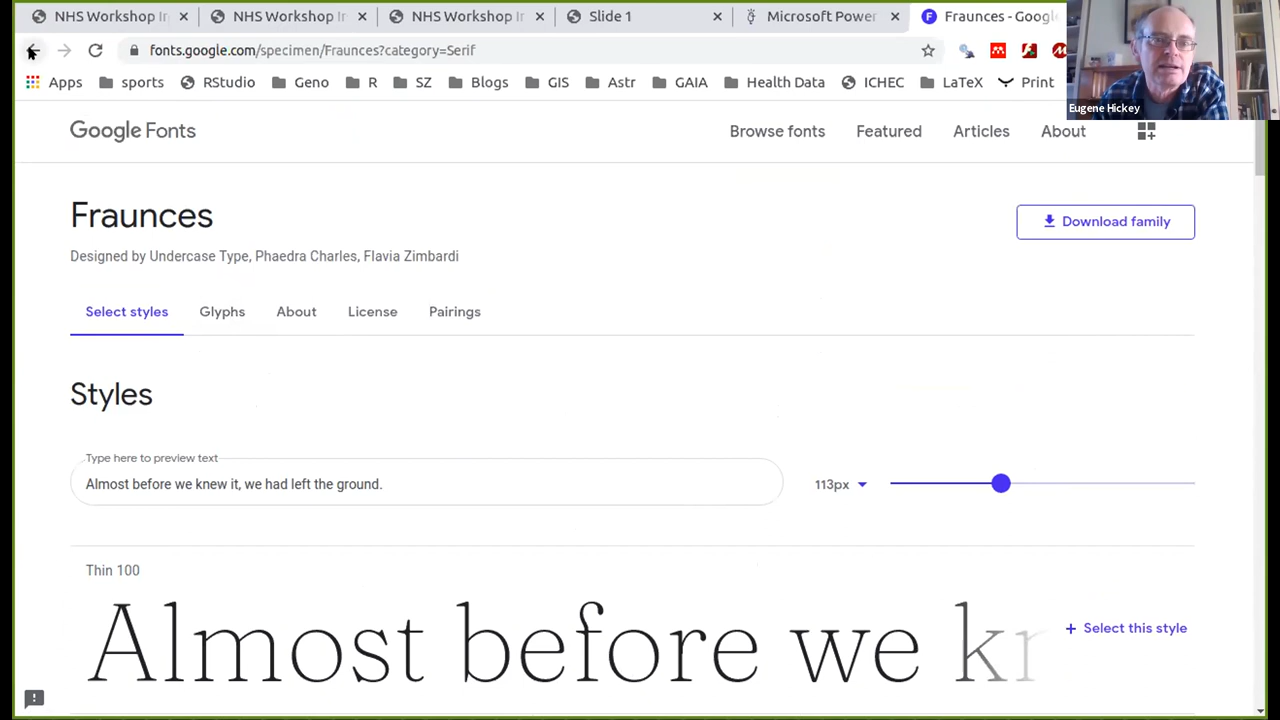 NHS Workshop In
NHS Workshop In
NHS Workshop In
Slide 1
Microsoft Power
Fraunces - Googl
fonts.google.com/specimen/Fraunces?category=Serif
Apps
sports
RStudio
Geno
R
SZ
Blogs
GIS
Astr
GAIA
Health Data
ICHEC
LaTeX
Print
Eugene Hickey
Google Fonts
Browse fonts
Featured
Articles
About
Fraunces
Download family
Designed by Undercase Type, Phaedra Charles, Flavia Zimbardi
Select styles
Glyphs
About
License
Pairings
Styles
Type here to preview text
Almost before we knew it, we had left the ground.
113px
Thin 100
Almost before we kn
+ Select this style